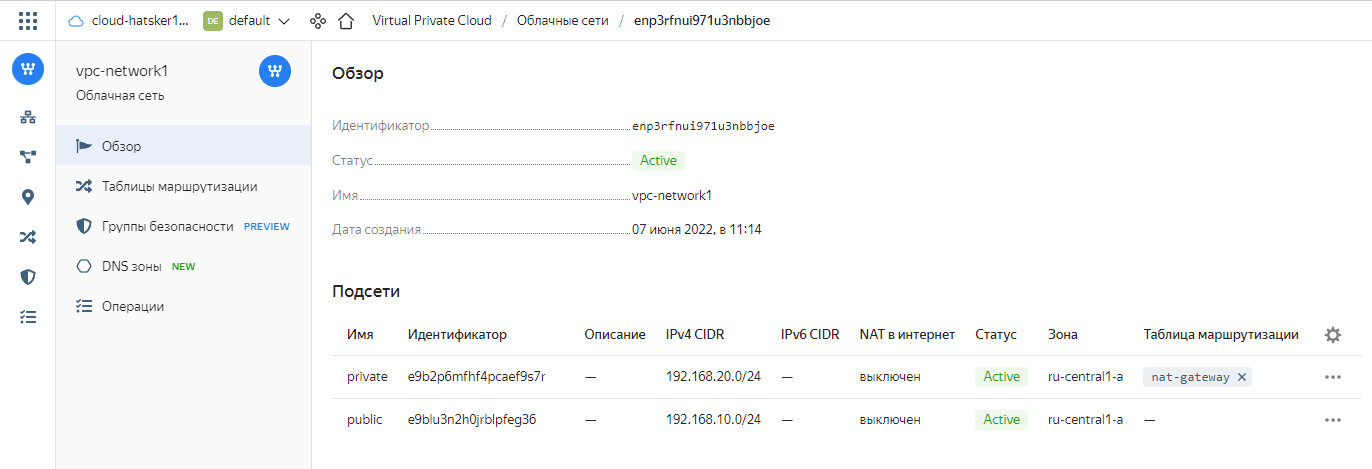 cloud-hatsker1... DE default Virtual Private Cloud / Облачные сети / enp3rfnui971u3nbbjoe
vpc-network1
Облачная сеть
Обзор
Таблицы маршрутизации
Группы безопасности PREVIEW
DNS зоны NEW
Операции
Обзор
Идентификатор enp3rfnui971u3nbbjoe
Статус Active
Имя vpc-network1
Дата создания 07 июня 2022, в 11:14
Подсети
Имя Идентификатор Описание IPv4 CIDR IPv6 CIDR NAT в интернет Статус Зона Таблица маршрутизации
private e9b2p6mfhf4pcaef9s7r — 192.168.20.0/24 — выключен Active ru-central1-a nat-gateway ×
public e9blu3n2h0jrblpfeg36 — 192.168.10.0/24 — выключен Active ru-central1-a —